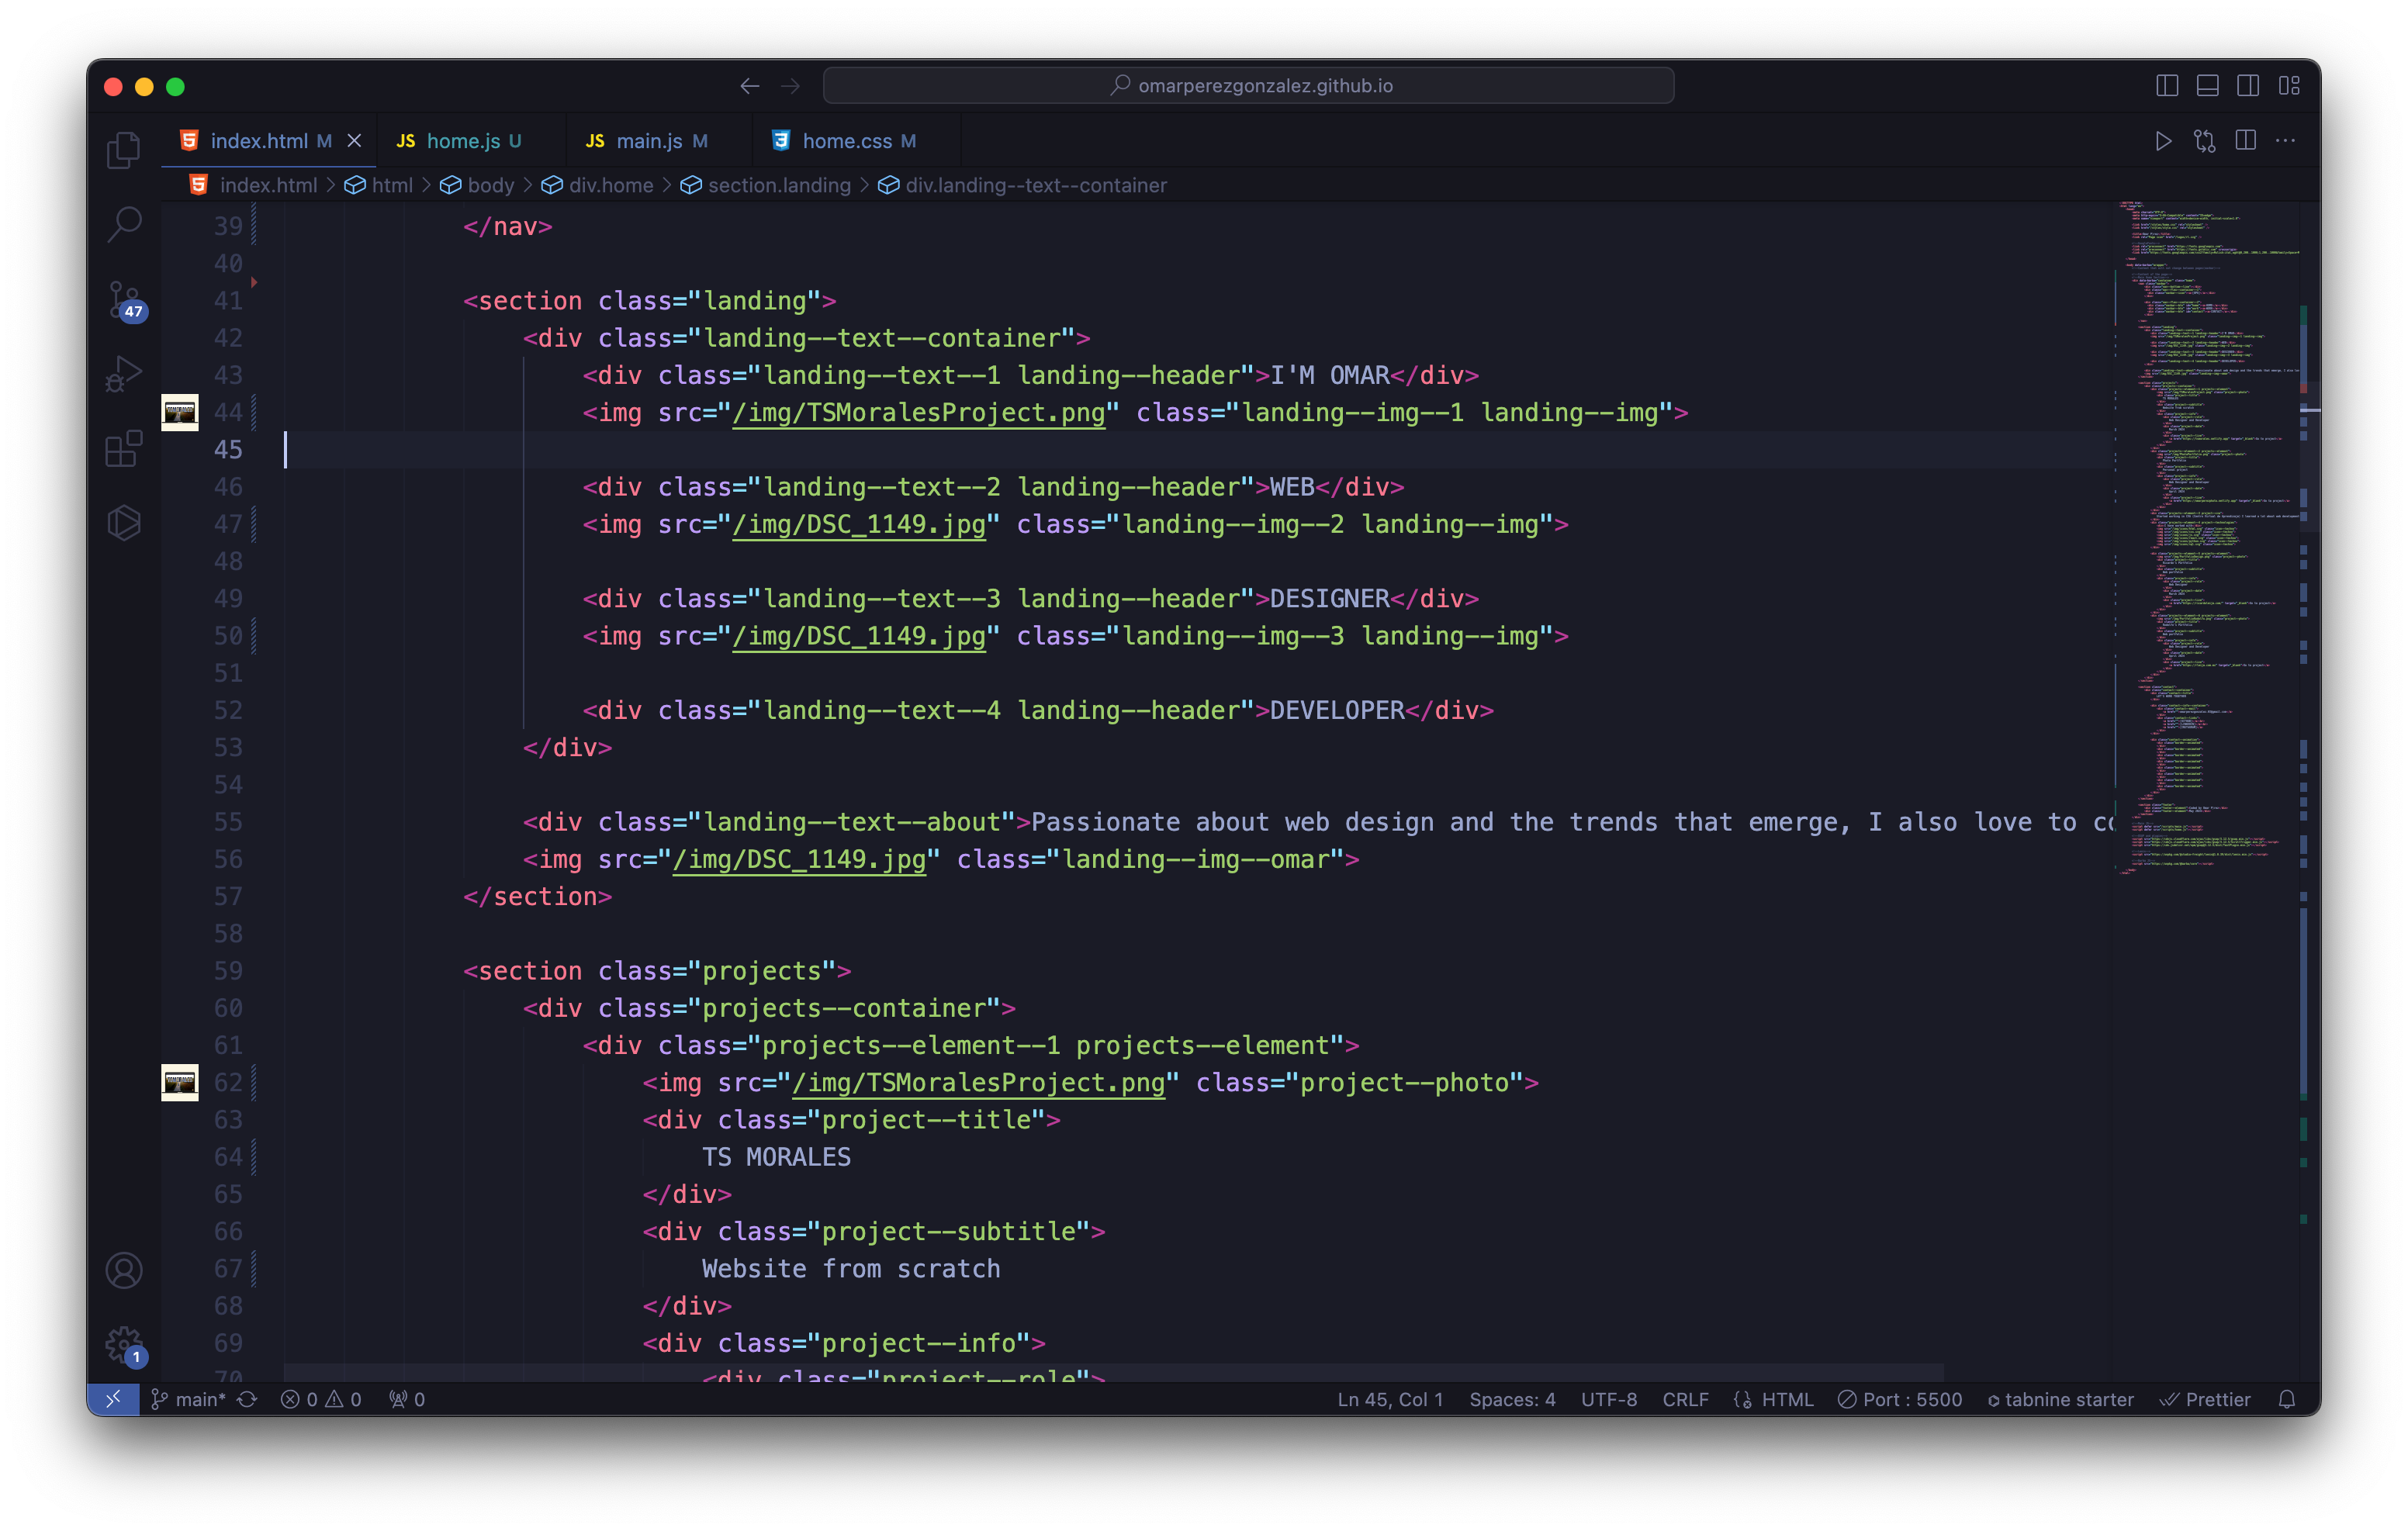 omarperezgonzalez.github.io
index.html M
JS home.js U
JS main.js M
home.css M
index.html > html > body > div.home > section.landing > div.landing--text--container
39 </nav>
40
41 <section class="landing">
42 <div class="landing--text--container">
43 <div class="landing--text--1 landing--header">I'M OMAR</div>
44 <img src="/img/TSMoralesProject.png" class="landing--img--1 landing--img">
45
46 <div class="landing--text--2 landing--header">WEB</div>
47 <img src="/img/DSC_1149.jpg" class="landing--img--2 landing--img">
48
49 <div class="landing--text--3 landing--header">DESIGNER</div>
50 <img src="/img/DSC_1149.jpg" class="landing--img--3 landing--img">
51
52 <div class="landing--text--4 landing--header">DEVELOPER</div>
53 </div>
54
55 <div class="landing--text--about">Passionate about web design and the trends that emerge, I also love to
56 <img src="/img/DSC_1149.jpg" class="landing--img--omar">
57 </section>
58
59 <section class="projects">
60 <div class="projects--container">
61 <div class="projects--element--1 projects--element">
62 <img src="/img/TSMoralesProject.png" class="project--photo">
63 <div class="project--title">
64 TS MORALES
65 </div>
66 <div class="project--subtitle">
67 Website from scratch
68 </div>
69 <div class="project--info">
70 <div class="project--role">
47
1
main* 0 0 0 Ln 45, Col 1 Spaces: 4 UTF-8 CRLF HTML Port : 5500 tabnine starter Prettier